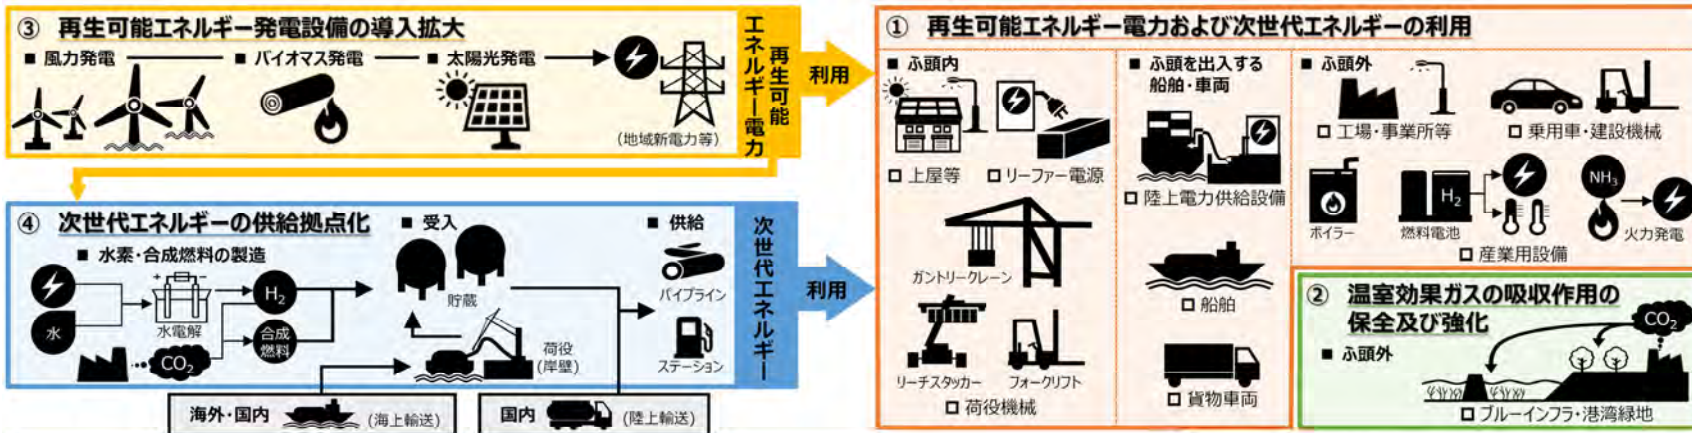 ③ 再生可能エネルギー発電設備の導入拡大
■ 風力発電
■ バイオマス発電
■ 太陽光発電
(地域新電力等)
再生可能
エネルギー電力
利用
④ 次世代エネルギーの供給拠点化
■ 水素・合成燃料の製造
水
水電解
H₂
合成
燃料
CO₂
■ 受入
貯蔵
荷役
(岸壁)
■ 供給
パイプライン
ステーション
次世代エネルギー
利用
海外・国内
(海上輸送)
国内
(陸上輸送)
① 再生可能エネルギー電力および次世代エネルギーの利用
■ ふ頭内
□ 上屋等
□ リーファー電源
ガントリークレーン
リーチスタッカー
フォークリフト
□ 荷役機械
■ ふ頭を出入する
船舶・車両
□ 陸上電力供給設備
□ 船舶
□ 貨物車両
■ ふ頭外
□ 工場・事業所等
□ 乗用車・建設機械
ボイラー
H₂
燃料電池
NH₃
火力発電
□ 産業用設備
② 温室効果ガスの吸収作用の
保全及び強化
■ ふ頭外
CO₂
□ ブルーインフラ・港湾緑地